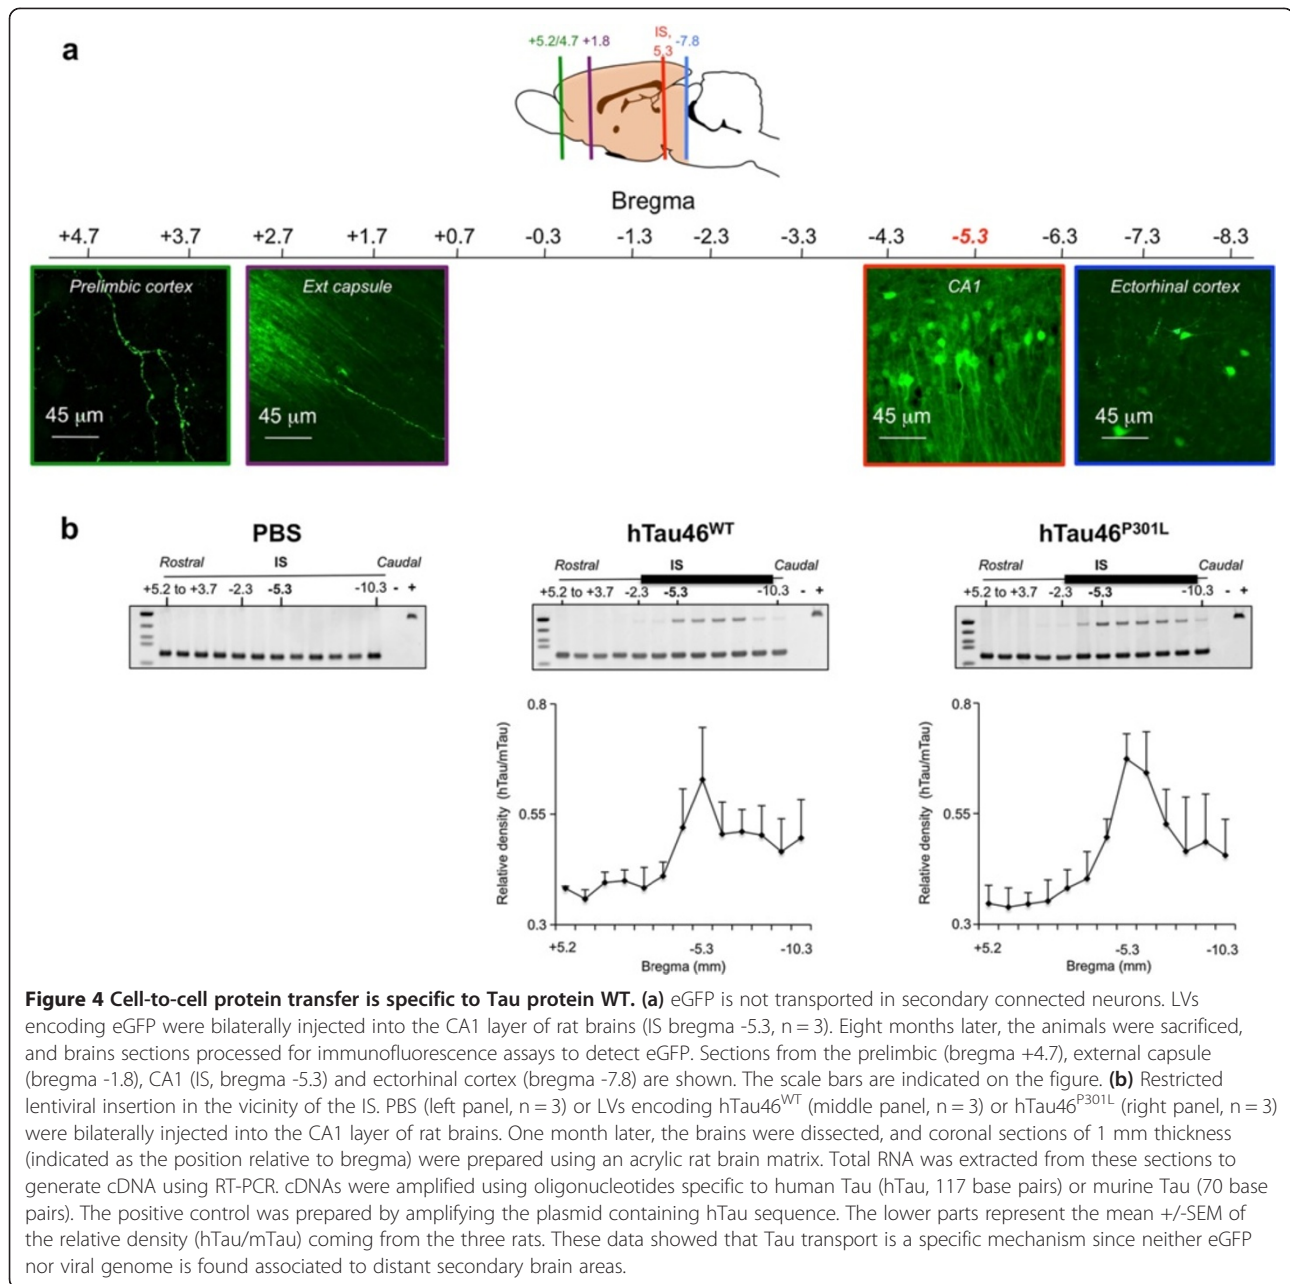 a
+5.2/4.7 +1.8 IS, 5.3 -7.8
Bregma
+4.7 +3.7 +2.7 +1.7 +0.7 -0.3 -1.3 -2.3 -3.3 -4.3 -5.3 -6.3 -7.3 -8.3
Prelimbic cortex Ext capsule CA1 Ectorhinal cortex
45 μm 45 μm 45 μm 45 μm
b
PBS hTau46WT hTau46P301L
Rostral IS Caudal Rostral IS Caudal Rostral IS Caudal
+5.2 to +3.7 -2.3 -5.3 -10.3 - + +5.2 to +3.7 -2.3 -5.3 -10.3 - + +5.2 to +3.7 -2.3 -5.3 -10.3 - +
Relative density (hTau/mTau)
0.8
0.55
0.3
+5.2 -5.3 -10.3
Bregma (mm)
Relative density (hTau/mTau)
0.8
0.55
0.3
+5.2 -5.3 -10.3
Bregma (mm)
Figure 4 Cell-to-cell protein transfer is specific to Tau protein WT. (a) eGFP is not transported in secondary connected neurons. LVs
encoding eGFP were bilaterally injected into the CA1 layer of rat brains (IS bregma -5.3, n = 3). Eight months later, the animals were sacrificed,
and brains sections processed for immunofluorescence assays to detect eGFP. Sections from the prelimbic (bregma +4.7), external capsule
(bregma -1.8), CA1 (IS, bregma -5.3) and ectorhinal cortex (bregma -7.8) are shown. The scale bars are indicated on the figure. (b) Restricted
lentiviral insertion in the vicinity of the IS. PBS (left panel, n = 3) or LVs encoding hTau46WT (middle panel, n = 3) or hTau46P301L (right panel, n = 3)
were bilaterally injected into the CA1 layer of rat brains. One month later, the brains were dissected, and coronal sections of 1 mm thickness
(indicated as the position relative to bregma) were prepared using an acrylic rat brain matrix. Total RNA was extracted from these sections to
generate cDNA using RT-PCR. cDNAs were amplified using oligonucleotides specific to human Tau (hTau, 117 base pairs) or murine Tau (70 base
pairs). The positive control was prepared by amplifying the plasmid containing hTau sequence. The lower parts represent the mean +/-SEM of
the relative density (hTau/mTau) coming from the three rats. These data showed that Tau transport is a specific mechanism since neither eGFP
nor viral genome is found associated to distant secondary brain areas.